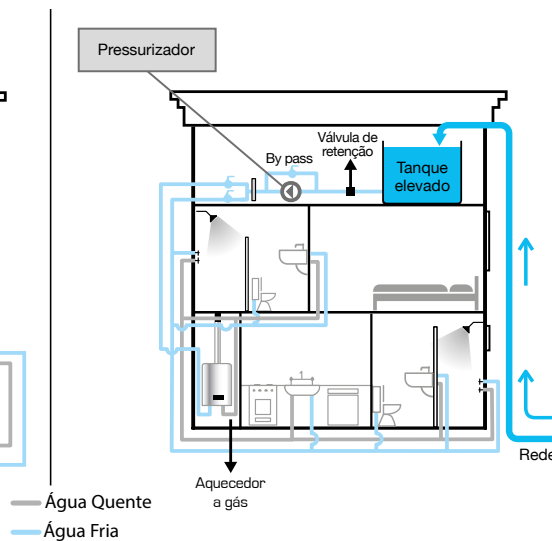 Pressurizador
Válvula de
retenção
By pass
Tanque
elevado
Rede
Aquecedor
a gás
Água Quente
Água Fria